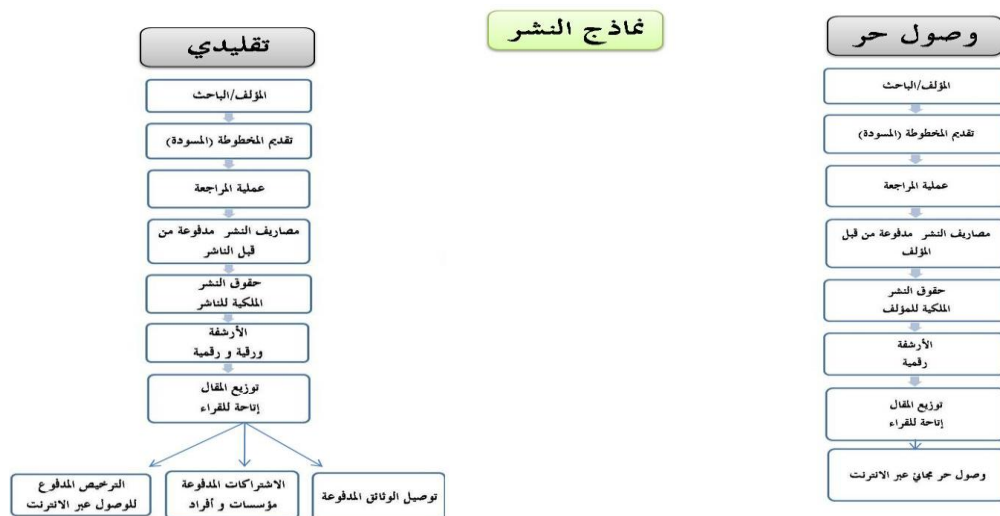 نماذج النشر
وصول حر
المؤلف/الباحث
تقديم المخطوطة (المسودة)
عملية المراجعة
مصاريف النشر مدفوعة من قبل
المؤلف
حقوق النشر
الملكية للمؤلف
الأرشفة
رقمية
توزيع المقال
إتاحة للقراء
وصول حر مجاني عبر الانترنت
تقليدي
المؤلف/الباحث
تقديم المخطوطة (المسودة)
عملية المراجعة
مصاريف النشر مدفوعة من
قبل الناشر
حقوق النشر
الملكية للناشر
الأرشفة
ورقية و رقمية
توزيع المقال
إتاحة للقراء
توصيل الوثائق المدفوعة
الاشتراكات المدفوعة
مؤسسات و أفراد
الترخيص المدفوع
للوصول عبر الانترنت